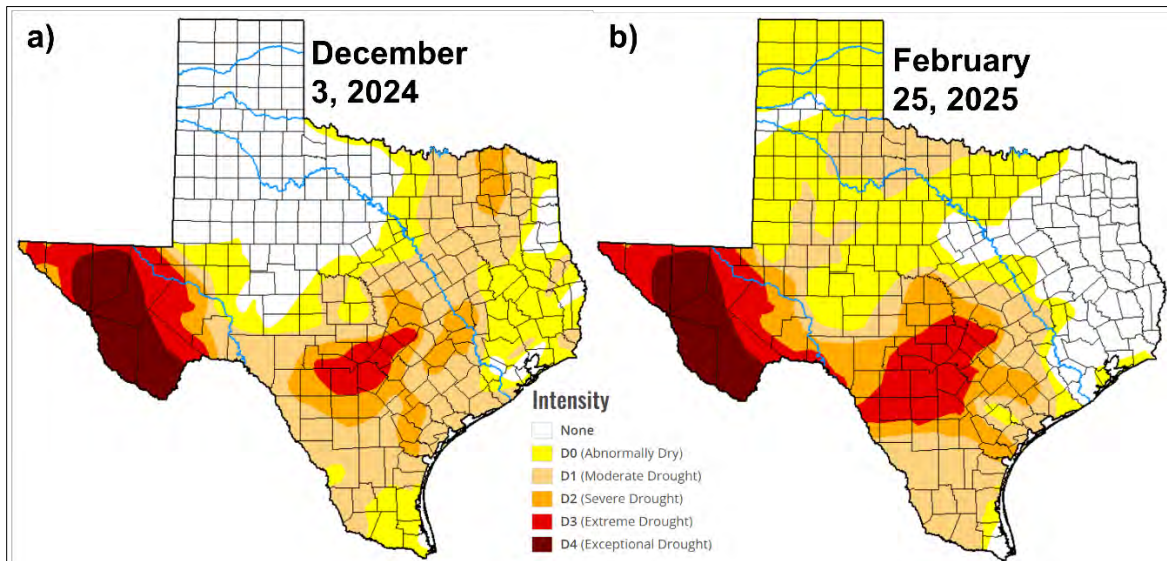 a)
December
3, 2024
b)
February
25, 2025
Intensity
None
D0 (Abnormally Dry)
D1 (Moderate Drought)
D2 (Severe Drought)
D3 (Extreme Drought)
D4 (Exceptional Drought)